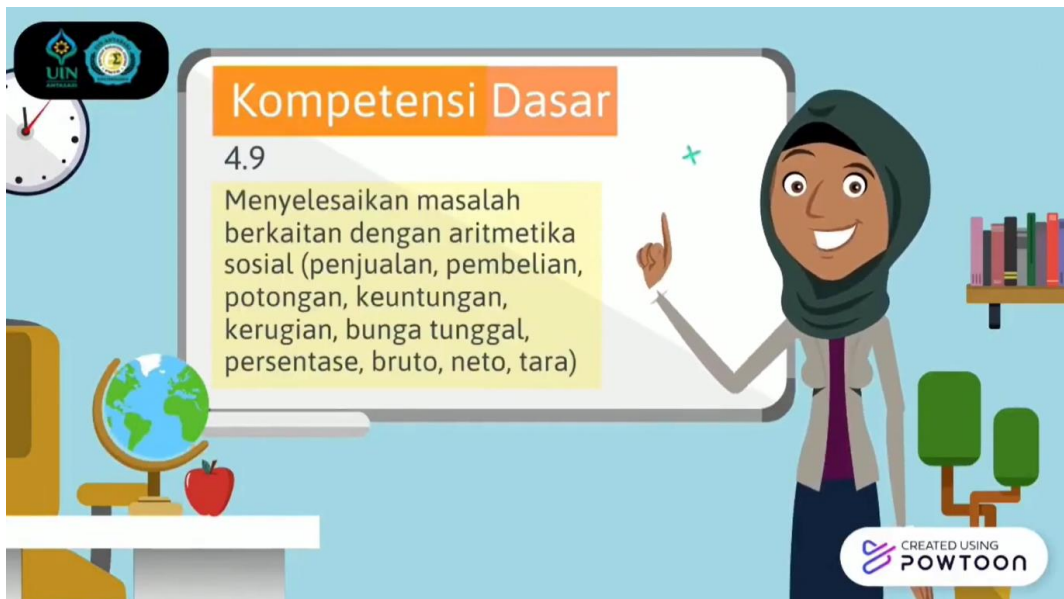 UIN
ANTASARI
Kompetensi Dasar
4.9
Menyelesaikan masalah
berkaitan dengan aritmetika
sosial (penjualan, pembelian,
potongan, keuntungan,
kerugian, bunga tunggal,
persentase, bruto, neto, tara)
CREATED USING
POWTOON